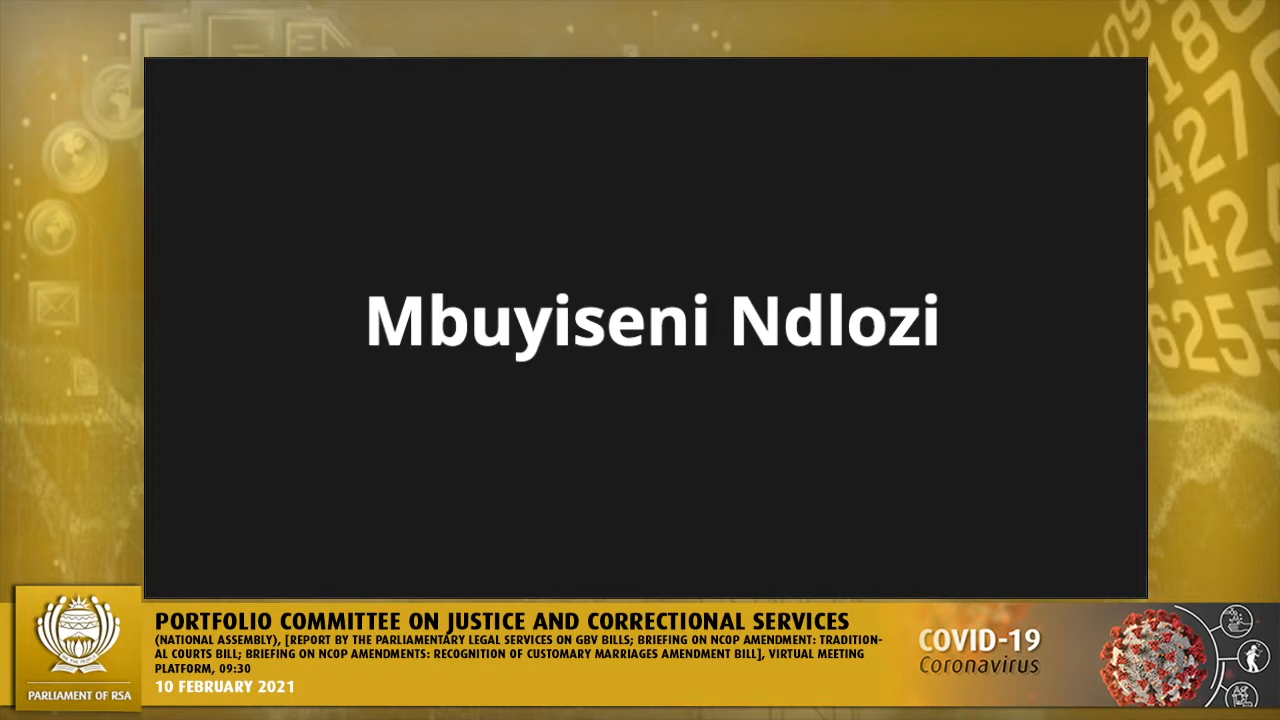 Mbuyiseni Ndlozi
PORTFOLIO COMMITTEE ON JUSTICE AND CORRECTIONAL SERVICES
(NATIONAL ASSEMBLY), [REPORT BY THE PARLIAMENTARY LEGAL SERVICES ON GBV BILLS; BRIEFING ON NCOP AMENDMENT: TRADITION-
AL COURTS BILL; BRIEFING ON NCOP AMENDMENTS: RECOGNITION OF CUSTOMARY MARRIAGES AMENDMENT BILL], VIRTUAL MEETING
PLATFORM, 09:30
10 FEBRUARY 2021
PARLIAMENT OF RSA
COVID-19
Coronavirus